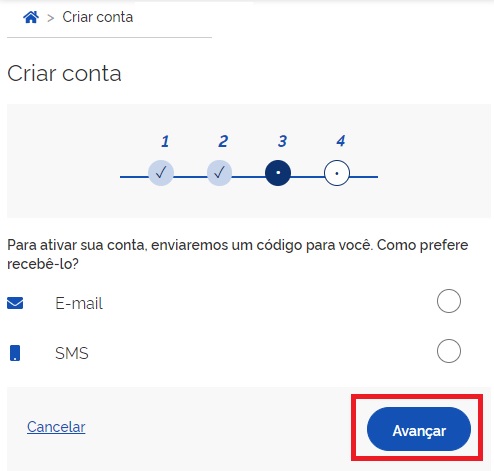 > Criar conta
Criar conta
1 2 3 4
Para ativar sua conta, enviaremos um código para você. Como prefere
recebê-lo?
E-mail
SMS
Cancelar
Avançar